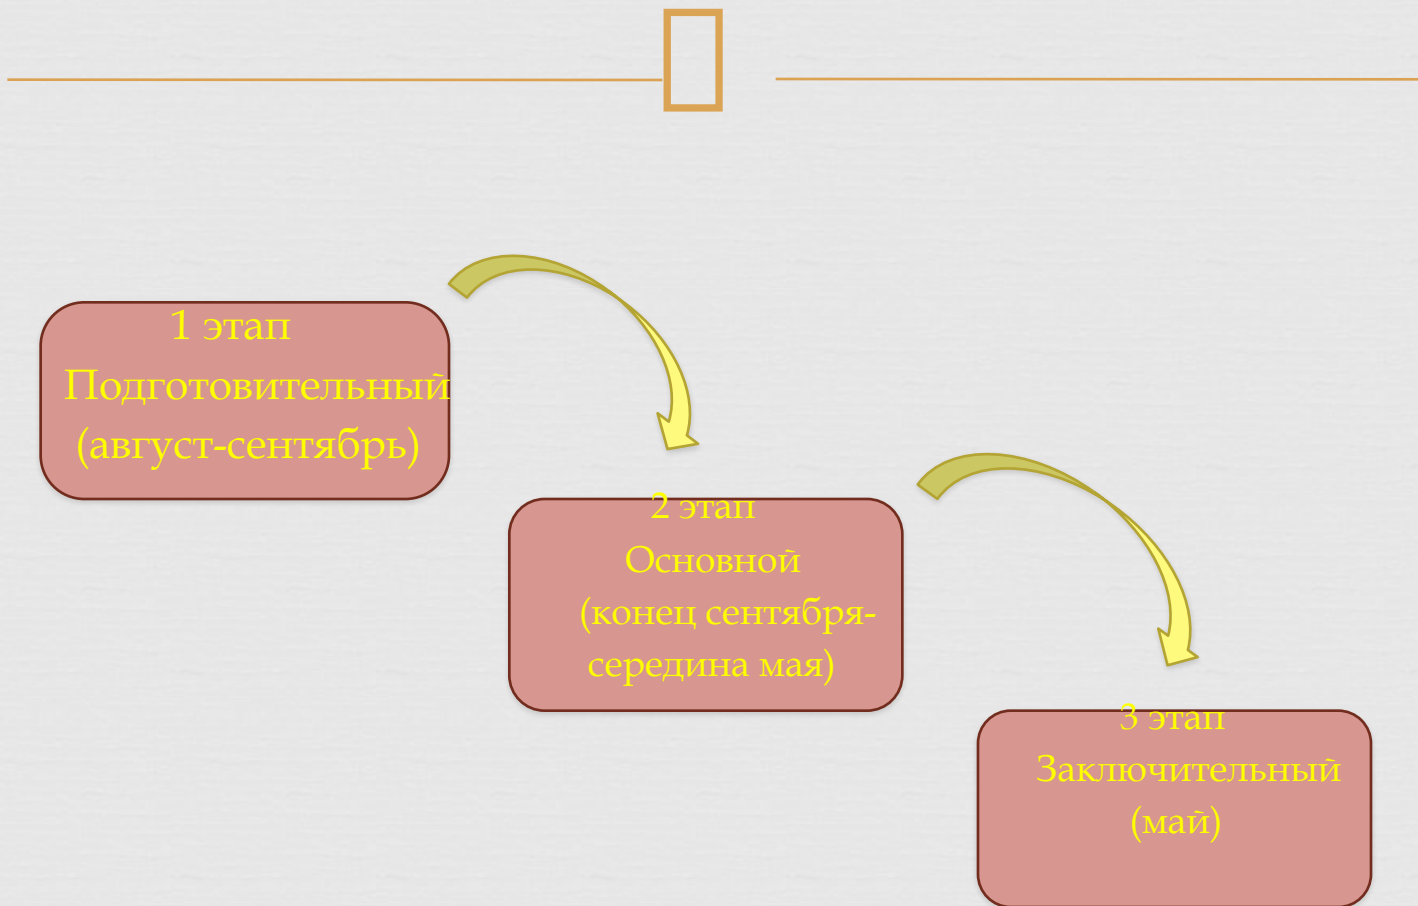 1 этап
Подготовительный
(август-сентябрь)
2 этап
Основной
(конец сентября-
середина мая)
3 этап
Заключительный
(май)